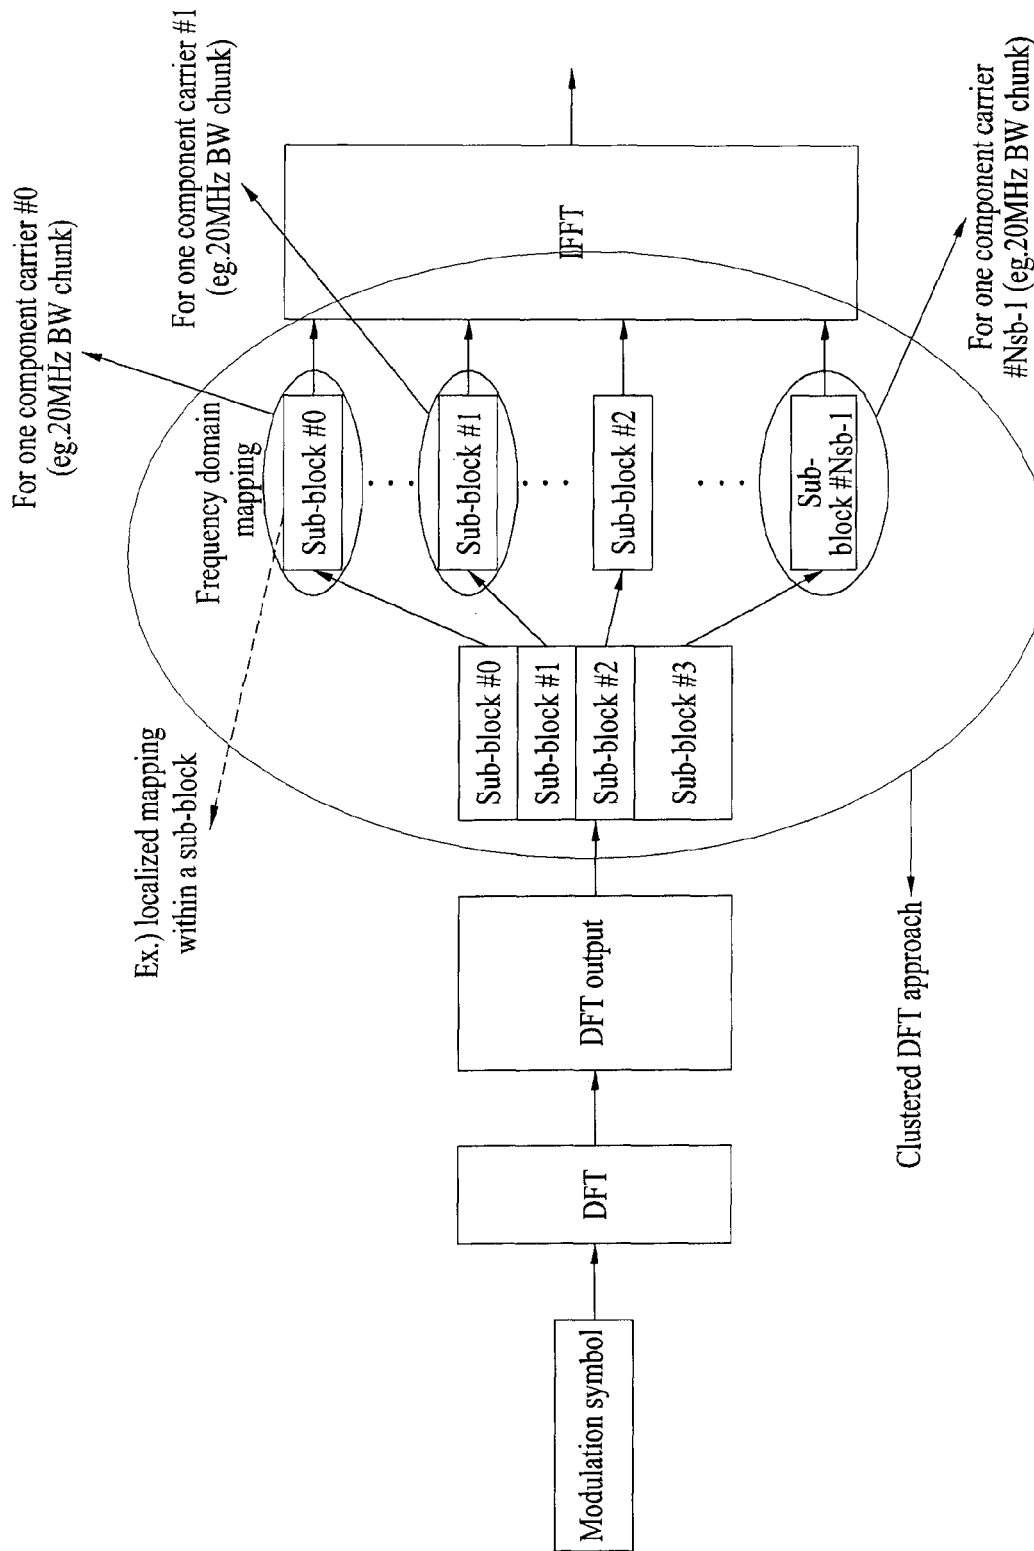 Modulation symbol
DFT
DFT output
Sub-block #0
Sub-block #1
Sub-block #2
Sub-block #3
Clustered DFT approach
Ex.) localized mapping
within a sub-block
Frequency domain
mapping
Sub-block #0
. . .
Sub-block #1
. . .
Sub-block #2
. . .
Sub-
block #Nsb-1
IFFT
For one component carrier #0
(eg.20MHz BW chunk)
For one component carrier #1
(eg.20MHz BW chunk)
For one component carrier
#Nsb-1 (eg.20MHz BW chunk)